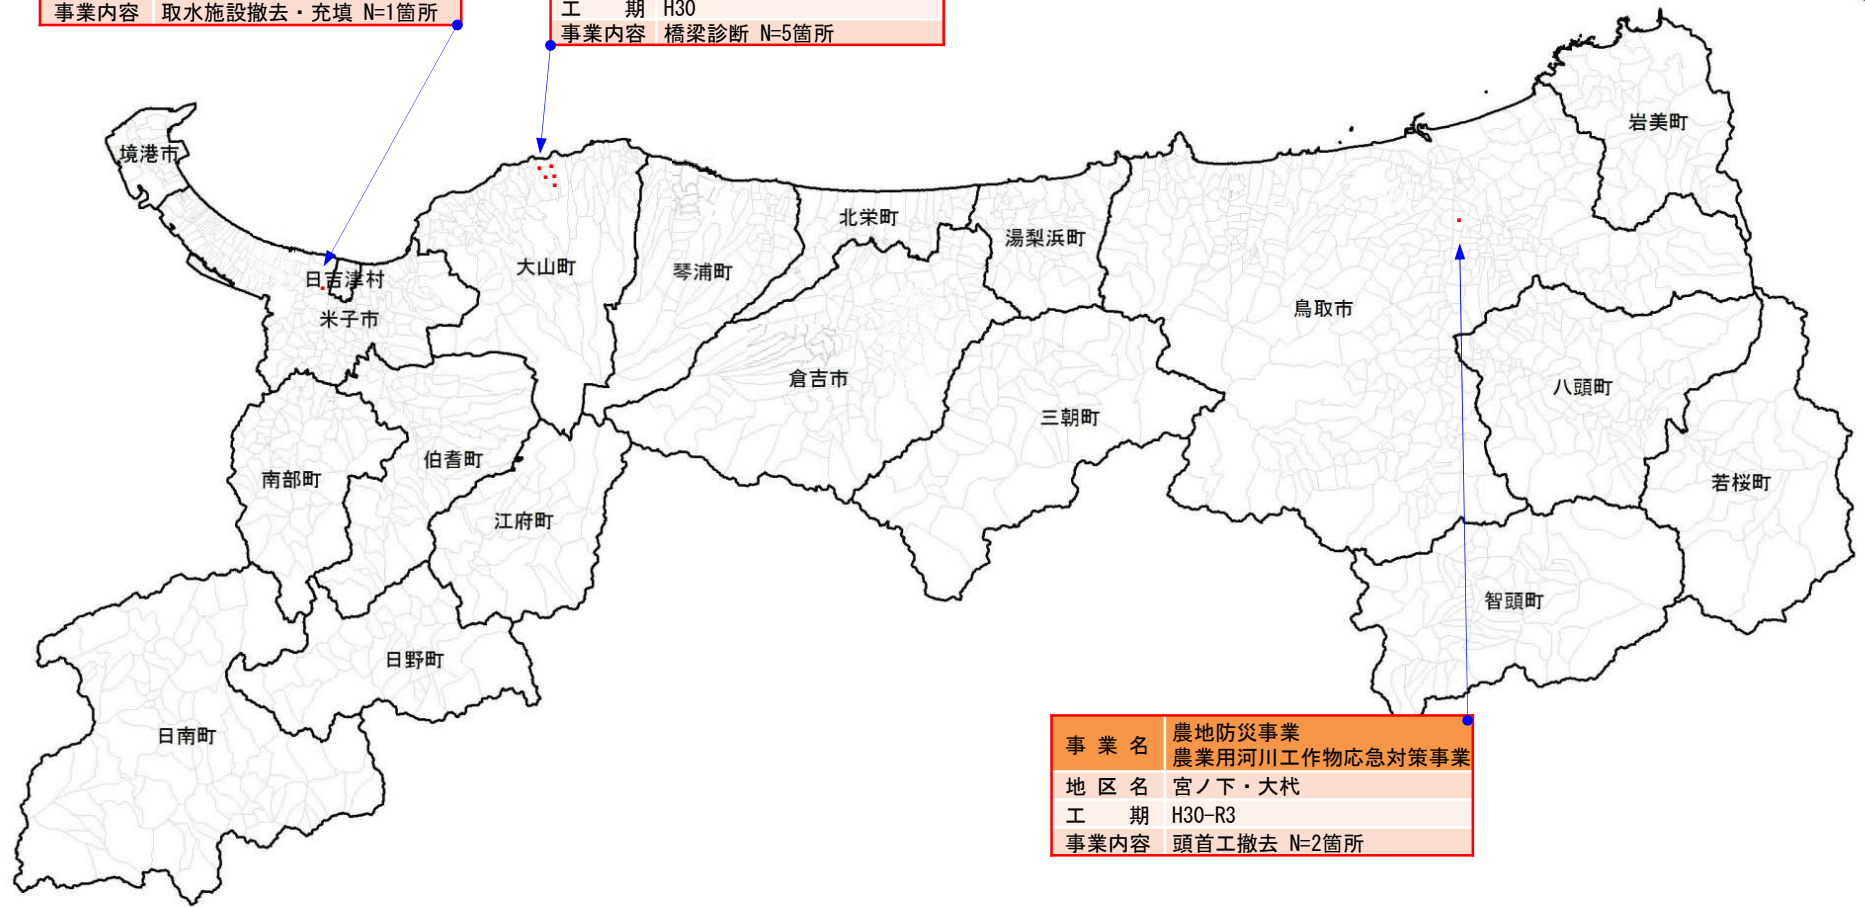 事業内容 取水施設撤去・充填 N=1箇所
工 期 H30
事業内容 橋梁診断 N=5箇所
岩美町
境港市
北栄町
湯梨浜町
大山町
琴浦町
日吉津村
鳥取市
米子市
倉吉市
八頭町
三朝町
伯耆町
南部町
若桜町
江府町
智頭町
日野町
日南町
事 業 名 農地防災事業
農業用河川工作物応急対策事業
地 区 名 宮ノ下・大杙
工 期 H30-R3
事業内容 頭首工撤去 N=2箇所